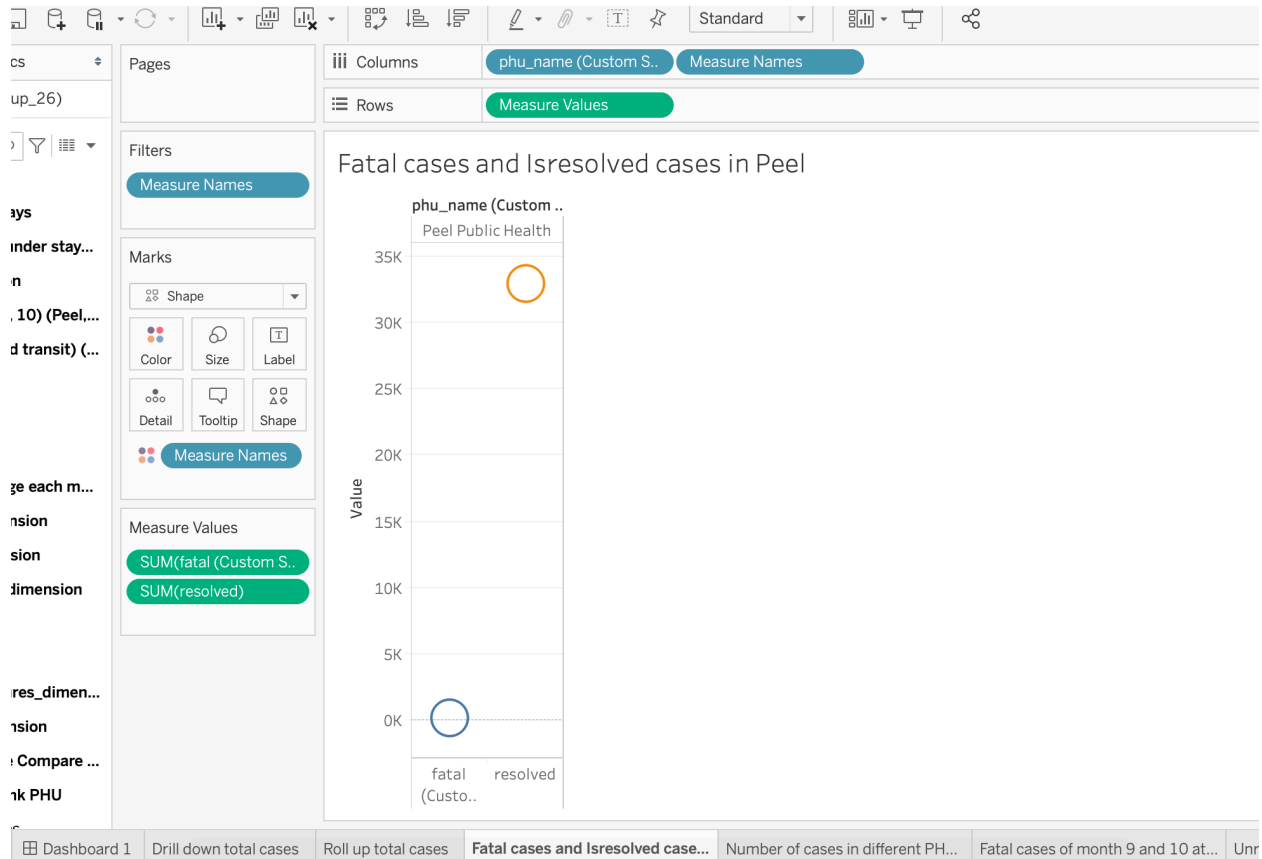 Standard
cs
up_26)
ays
under stay...
on
, 10) (Peel,...
d transit) (...
ge each m...
nsion
sion
dimension
ures_dimen...
nsion
e Compare ...
nk PHU
Pages
Filters
Measure Names
Marks
Shape
Color
Size
Label
Detail
Tooltip
Shape
Measure Names
Measure Values
SUM(fatal (Custom S..
SUM(resolved)
Columns
phu_name (Custom S..
Measure Names
Rows
Measure Values
Fatal cases and Isresolved cases in Peel
phu_name (Custom ..
Peel Public Health
35K
30K
25K
20K
15K
10K
5K
0K
Value
fatal
(Custo..
resolved
Dashboard 1
Drill down total cases
Roll up total cases
Fatal cases and Isresolved case...
Number of cases in different PH...
Fatal cases of month 9 and 10 at...